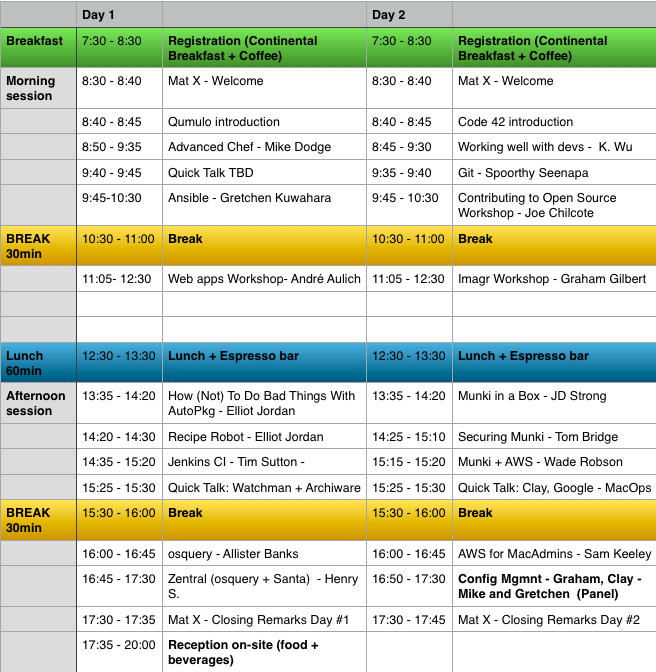 Day 1 Day 2
Breakfast 7:30 - 8:30 Registration (Continental 7:30 - 8:30 Registration (Continental
Breakfast + Coffee) Breakfast + Coffee)
Morning 8:30 - 8:40 Mat X - Welcome 8:30 - 8:40 Mat X - Welcome
session
8:40 - 8:45 Qumulo introduction 8:40 - 8:45 Code 42 introduction
8:50 - 9:35 Advanced Chef - Mike Dodge 8:45 - 9:30 Working well with devs - K. Wu
9:40 - 9:45 Quick Talk TBD 9:35 - 9:40 Git - Spoorthy Seenapa
9:45-10:30 Ansible - Gretchen Kuwahara 9:45 - 10:30 Contributing to Open Source
Workshop - Joe Chilcote
BREAK 10:30 - 11:00 Break 10:30 - 11:00 Break
30min
11:05- 12:30 Web apps Workshop- André Aulich 11:05 - 12:30 Imagr Workshop - Graham Gilbert
Lunch 12:30 - 13:30 Lunch + Espresso bar 12:30 - 13:30 Lunch + Espresso bar
60min
Afternoon 13:35 - 14:20 How (Not) To Do Bad Things With 13:35 - 14:20 Munki in a Box - JD Strong
session AutoPkg - Elliot Jordan
14:20 - 14:30 Recipe Robot - Elliot Jordan 14:25 - 15:10 Securing Munki - Tom Bridge
14:35 - 15:20 Jenkins CI - Tim Sutton - 15:15 - 15:20 Munki + AWS - Wade Robson
15:25 - 15:30 Quick Talk: Watchman + Archiware 15:25 - 15:30 Quick Talk: Clay, Google - MacOps
BREAK 15:30 - 16:00 Break 15:30 - 16:00 Break
30min
16:00 - 16:45 osquery - Allister Banks 16:00 - 16:45 AWS for MacAdmins - Sam Keeley
16:45 - 17:30 Zentral (osquery + Santa) - Henry 16:50 - 17:30 Config Mgmnt - Graham, Clay -
S. Mike and Gretchen (Panel)
17:30 - 17:35 Mat X - Closing Remarks Day #1 17:30 - 17:45 Mat X - Closing Remarks Day #2
17:35 - 20:00 Reception on-site (food +
beverages)